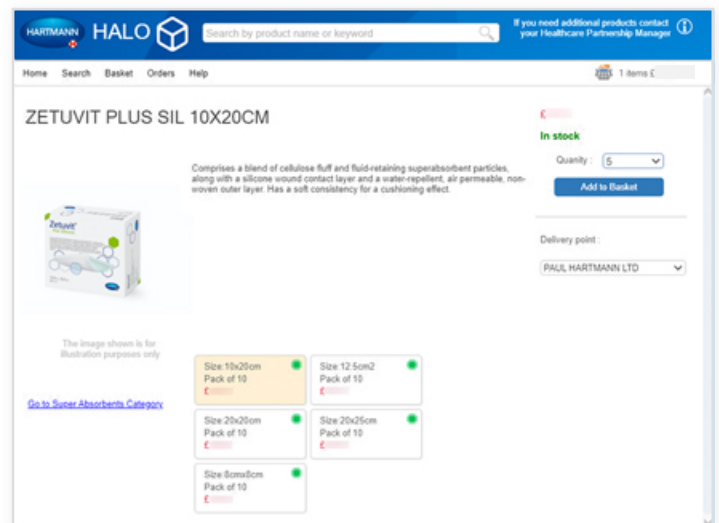 HARTMANN
HALO
Search by product name or keyword
If you need additional products contact
your Healthcare Partnership Manager
Home Search Basket Orders Help
1 items £
ZETUVIT PLUS SIL 10X20CM
£
In stock
Quanity : 5
Add to Basket
Comprises a blend of cellulose fluff and fluid-retaining superabsorbent particles,
along with a silicone wound contact layer and a water-repellent, air permeable, non-
woven outer layer. Has a soft consistency for a cushioning effect.
Zetuvit
Delivery point :
PAUL HARTMANN LTD
The image shown is for
illustration purposes only
Go to Super Absorbents Category
Size:10x20cm
Pack of 10
£
Size:12.5cm2
Pack of 10
£
Size:20x20cm
Pack of 10
£
Size:20x25cm
Pack of 10
£
Size:8cmx8cm
Pack of 10
£